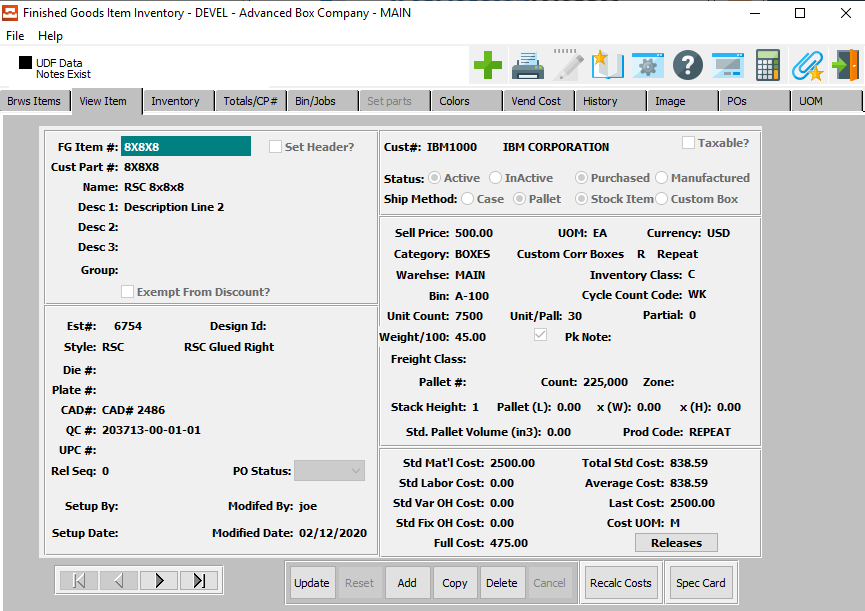 Finished Goods Item Inventory - DEVEL - Advanced Box Company - MAIN
File Help
UDF Data
Notes Exist
Brws Items View Item Inventory Totals/CP# Bin/Jobs Set parts Colors Vend Cost History Image POs UOM
FG Item #: 8X8X8 Set Header?
Cust Part #: 8X8X8
Name: RSC 8x8x8
Desc 1: Description Line 2
Desc 2:
Desc 3:
Group:
Exempt From Discount?
Cust#: IBM1000 IBM CORPORATION Taxable?
Status: Active InActive Purchased Manufactured
Ship Method: Case Pallet Stock Item Custom Box
Est#: 6754 Design Id:
Style: RSC RSC Glued Right
Die #:
Plate #:
CAD#: CAD# 2486
QC #: 203713-00-01-01
UPC #:
Rel Seq: 0 PO Status:
Setup By: Modifed By: joe
Setup Date: Modified Date: 02/12/2020
Sell Price: 500.00 UOM: EA Currency: USD
Category: BOXES Custom Corr Boxes R Repeat
Warehse: MAIN Inventory Class: C
Bin: A-100 Cycle Count Code: WK
Unit Count: 7500 Unit/Pall: 30 Partial: 0
Weight/100: 45.00 Pk Note:
Freight Class:
Pallet #: Count: 225,000 Zone:
Stack Height: 1 Pallet (L): 0.00 x (W): 0.00 x (H): 0.00
Std. Pallet Volume (in3): 0.00 Prod Code: REPEAT
Std Mat'l Cost: 2500.00 Total Std Cost: 838.59
Std Labor Cost: 0.00 Average Cost: 838.59
Std Var OH Cost: 0.00 Last Cost: 2500.00
Std Fix OH Cost: 0.00 Cost UOM: M
Full Cost: 475.00 Releases
Update Reset Add Copy Delete Cancel Recalc Costs Spec Card